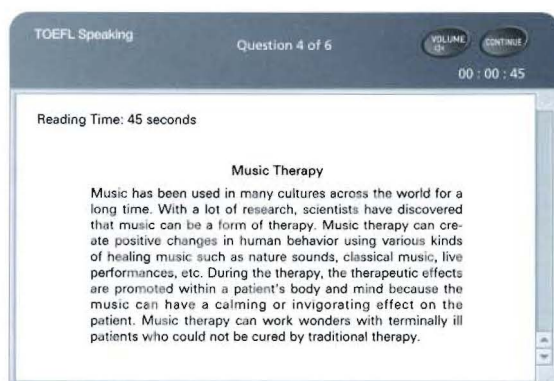 TOEFL Speaking
Question 4 of 6
VOLUME
CONTINUE
00 : 00 : 45
Reading Time: 45 seconds
Music Therapy
Music has been used in many cultures across the world for a
long time. With a lot of research, scientists have discovered
that music can be a form of therapy. Music therapy can cre-
ate positive changes in human behavior using various kinds
of healing music such as nature sounds, classical music, live
performances, etc. During the therapy, the therapeutic effects
are promoted within a patient's body and mind because the
music can have a calming or invigorating effect on the
patient. Music therapy can work wonders with terminally ill
patients who could not be cured by traditional therapy.